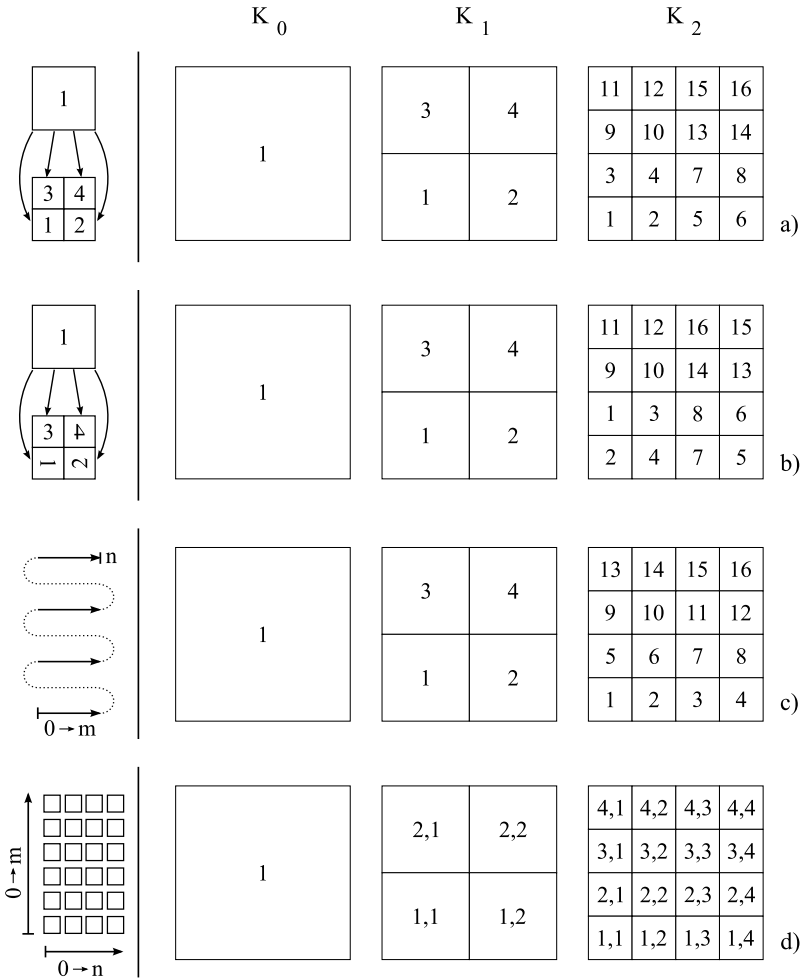 K 0 K 1 K 2
1
3 4
1 2
1
3 4
1 2
11 12 15 16
9 10 13 14
3 4 7 8
1 2 5 6
a)
1
3 4
1 2
1
3 4
1 2
11 12 16 15
9 10 14 13
1 3 8 6
2 4 7 5
b)
n
0→m
1
3 4
1 2
13 14 15 16
9 10 11 12
5 6 7 8
1 2 3 4
c)
0→m
0→n
1
2,1 2,2
1,1 1,2
4,1 4,2 4,3 4,4
3,1 3,2 3,3 3,4
2,1 2,2 2,3 2,4
1,1 1,2 1,3 1,4
d)